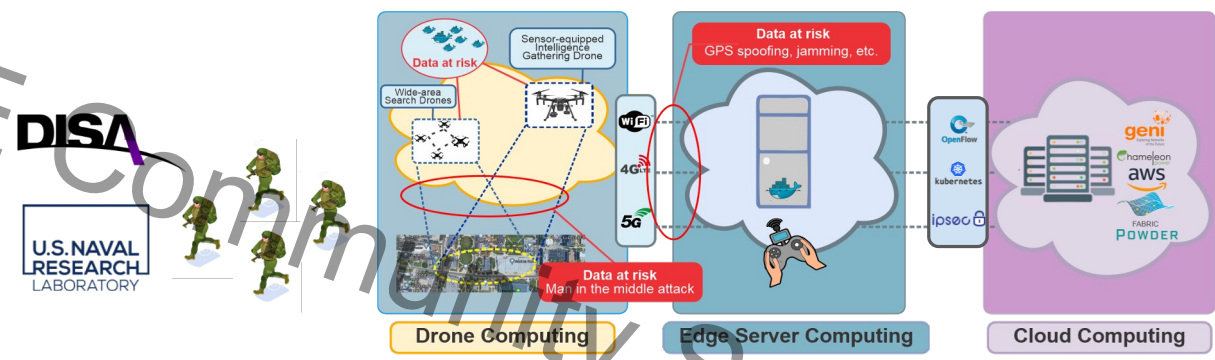 DISA
U.S. NAVAL
RESEARCH
LABORATORY
Data at risk
Sensor-equipped
Intelligence
Gathering Drone
Wide-area
Search Drones
Data at risk
Man in the middle attack
Drone Computing
WiFi
4G LTE
5G
Data at risk
GPS spoofing, jamming, etc.
Edge Server Computing
OpenFlow
kubernetes
ipsec
geni
Chameleon
aws
FABRIC
POWDER
Cloud Computing
Community